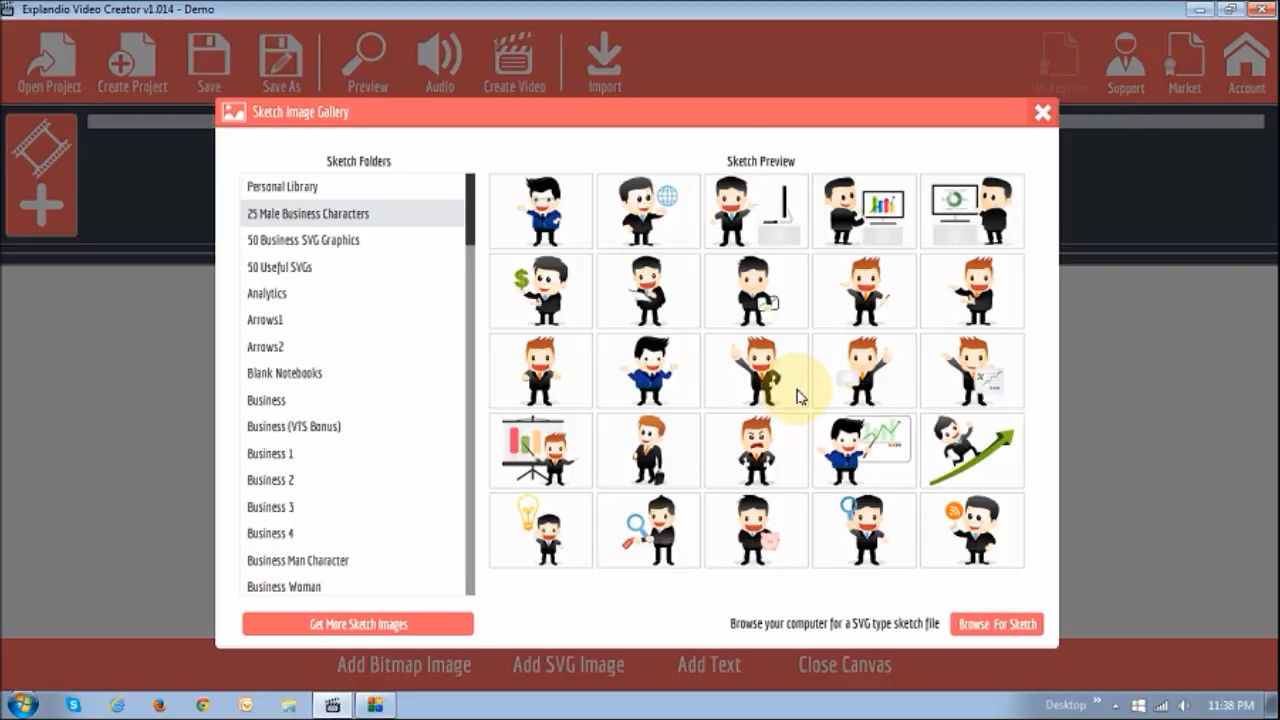 Explandio Video Creator v1.014 - Demo
Open Project
Create Project
Save
Save As
Preview
Audio
Create Video
Import
Un-Register
Support
Market
Account
Sketch Image Gallery
Sketch Folders
Sketch Preview
Personal Library
25 Male Business Characters
50 Business SVG Graphics
50 Useful SVGs
Analytics
Arrows1
Arrows2
Blank Notebooks
Business
Business (VTS Bonus)
Business 1
Business 2
Business 3
Business 4
Business Man Character
Business Woman
Get More Sketch Images
Browse your computer for a SVG type sketch file
Browse For Sketch
Add Bitmap Image
Add SVG Image
Add Text
Close Canvas
Desktop
11:38 PM